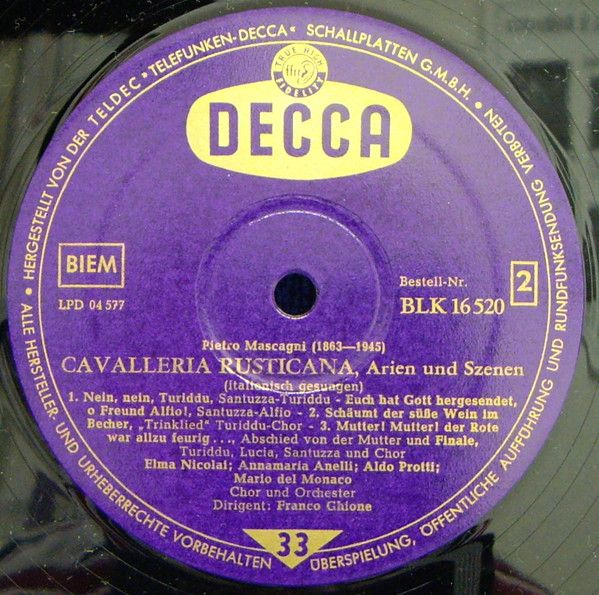 HERGESTELLT VON DER TELDEC • »TELEFUNKEN-DECCA« SCHALLPLATTEN G.M.B.H. •
TRUE HIGH
ffrr
FIDELITY
DECCA
BIEM
LPD 04 577
Bestell-Nr.
BLK 16 520
2
Pietro Mascagni (1863—1945)
CAVALLERIA RUSTICANA, Arien und Szenen
(italienisch gesungen)
1. Nein, nein, Turiddu, Santuzza-Turiddu - Euch hat Gott hergesendet,
o Freund Alfio!, Santuzza-Alfio - 2. Schäumt der süße Wein im
Becher, „Trinklied” Turiddu-Chor - 3. Mutter! Mutter! der Rote
war allzu feurig . . ., Abschied von der Mutter und Finale,
Turiddu, Lucia, Santuzza und Chor
Elma Nicolai; Annamaria Anelli; Aldo Protti;
Mario del Monaco
Chor und Orchester
Dirigent: Franco Ghione
33
• ALLE HERSTELLER- UND URHEBERRECHTE VORBEHALTEN
ÜBERSPIELUNG, ÖFFENTLICHE AUFFÜHRUNG UND RUNDFUNKSENDUNG VERBOTEN